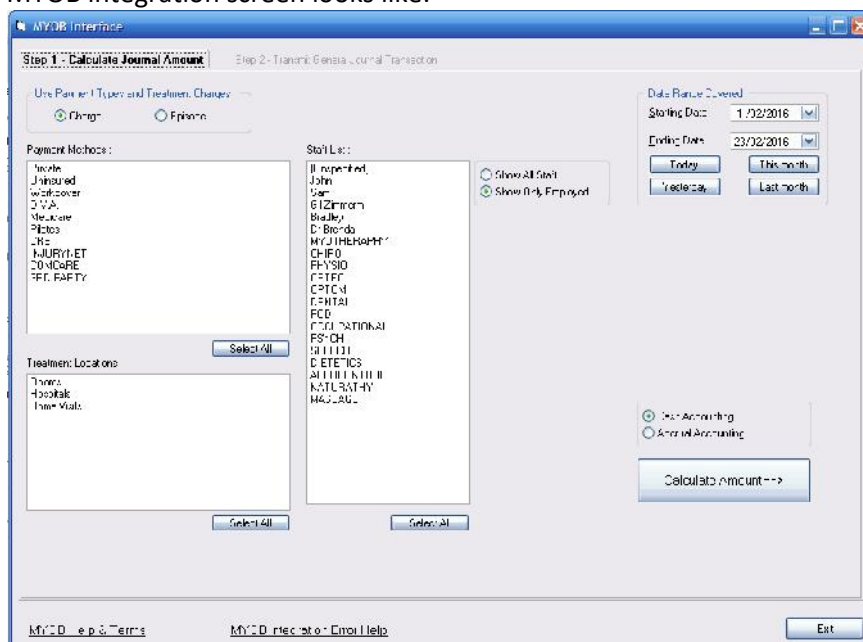 MYOB Integration screen looks like:
MYOB Interface
Step 1 - Calculate Journal Amount
Step 2 - Transmit General Journal Transaction
Use Payment Types and Treatment Charges
Charge
Episode
Payment Methods :
Private
Uninsured
Workcover
D.V.A.
Medicare
INJURYNET
COMCARE
Select All
Treatment Locations
Rooms
Hospitals
Home Visits
Select All
Staff List :
(Unspecified)
John
Sam
Bradley
Dr Brenda
MYOTHERAPHY
CHIRO
PHYSIO
OSTEO
OPTOM
DENTAL
POD
OCCUPATIONAL
PSYCH
SPEECH
DIETETICS
NATURATHY
MASSAGE
Select All
Show All Staff
Show Only Employed
Date Range Covered
Starting Date
1 /02/2016
Ending Date
23/02/2016
Today
This month
Yesterday
Last month
Cash Accounting
Accrual Accounting
Calculate Amount-->
MYOB Help & Terms
MYOB Integration Error Help
Exit